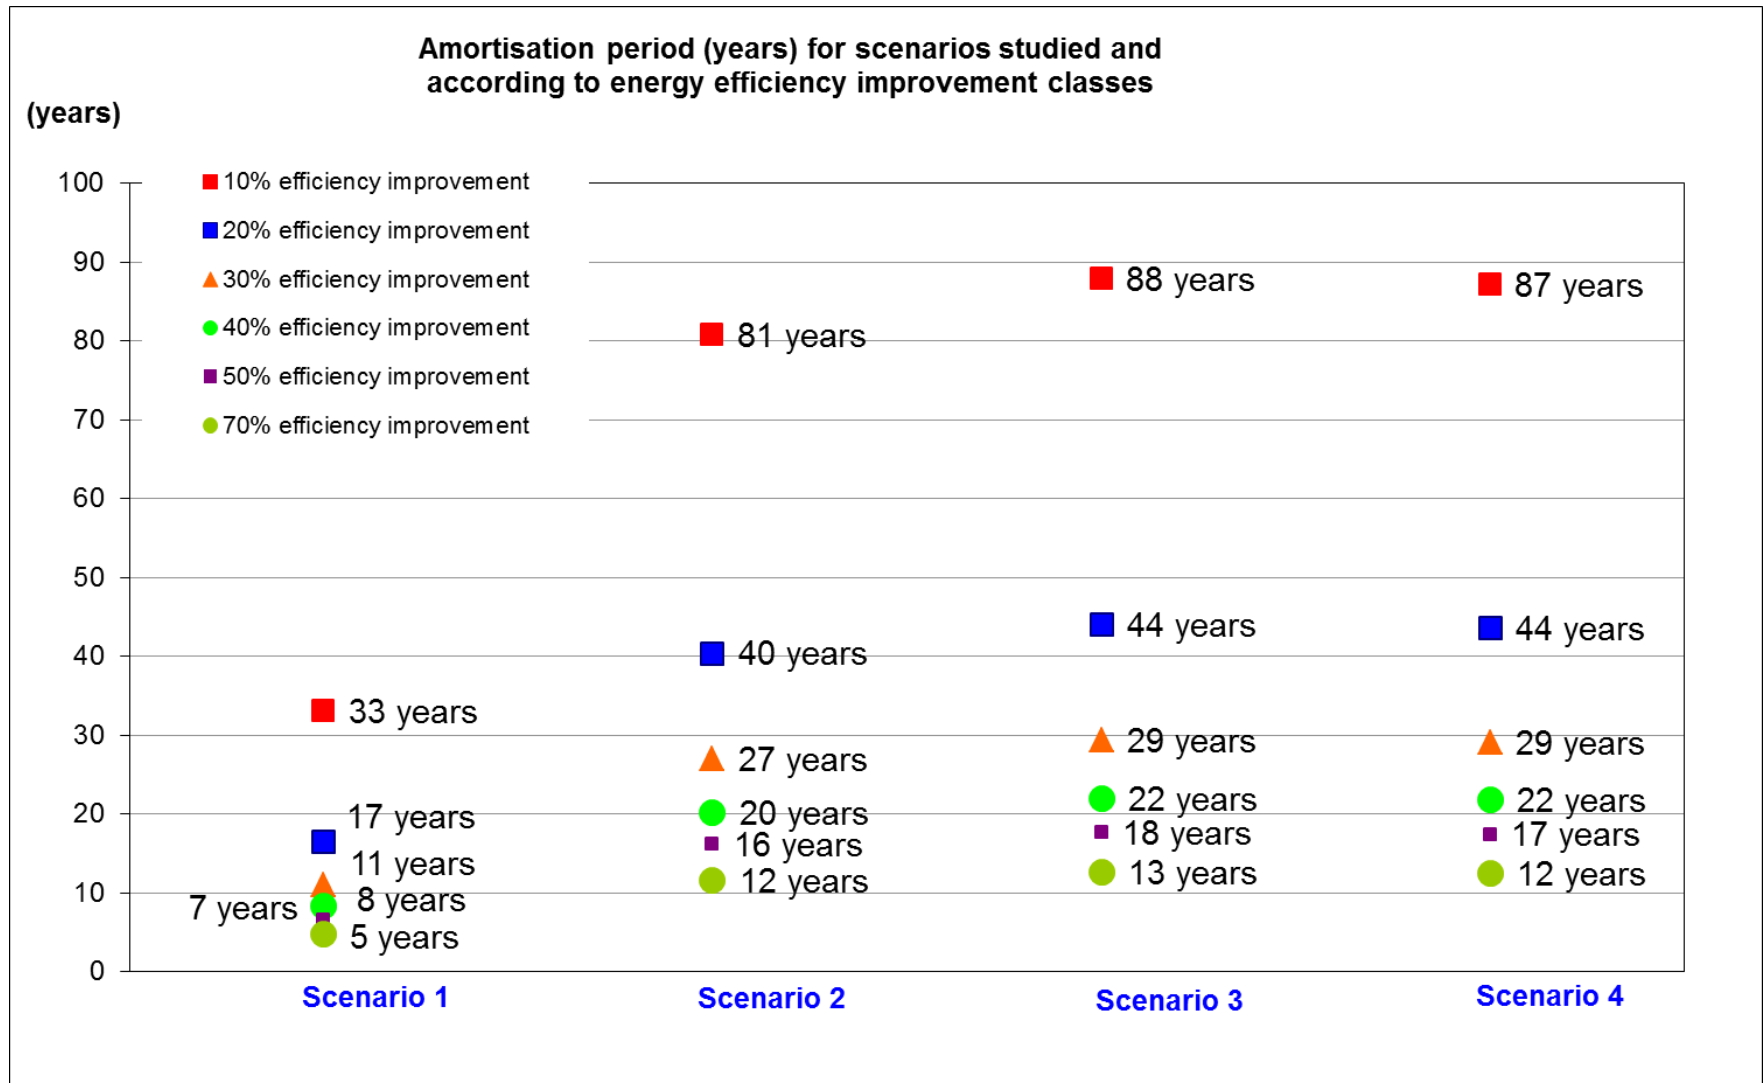 Amortisation period (years) for scenarios studied and
according to energy efficiency improvement classes
(years)
100
90
80
70
60
50
40
30
20
10
0
10% efficiency improvement
20% efficiency improvement
30% efficiency improvement
40% efficiency improvement
50% efficiency improvement
70% efficiency improvement
33 years
17 years
11 years
8 years
7 years
5 years
81 years
40 years
27 years
20 years
16 years
12 years
88 years
44 years
29 years
22 years
18 years
13 years
87 years
44 years
29 years
22 years
17 years
12 years
Scenario 1
Scenario 2
Scenario 3
Scenario 4